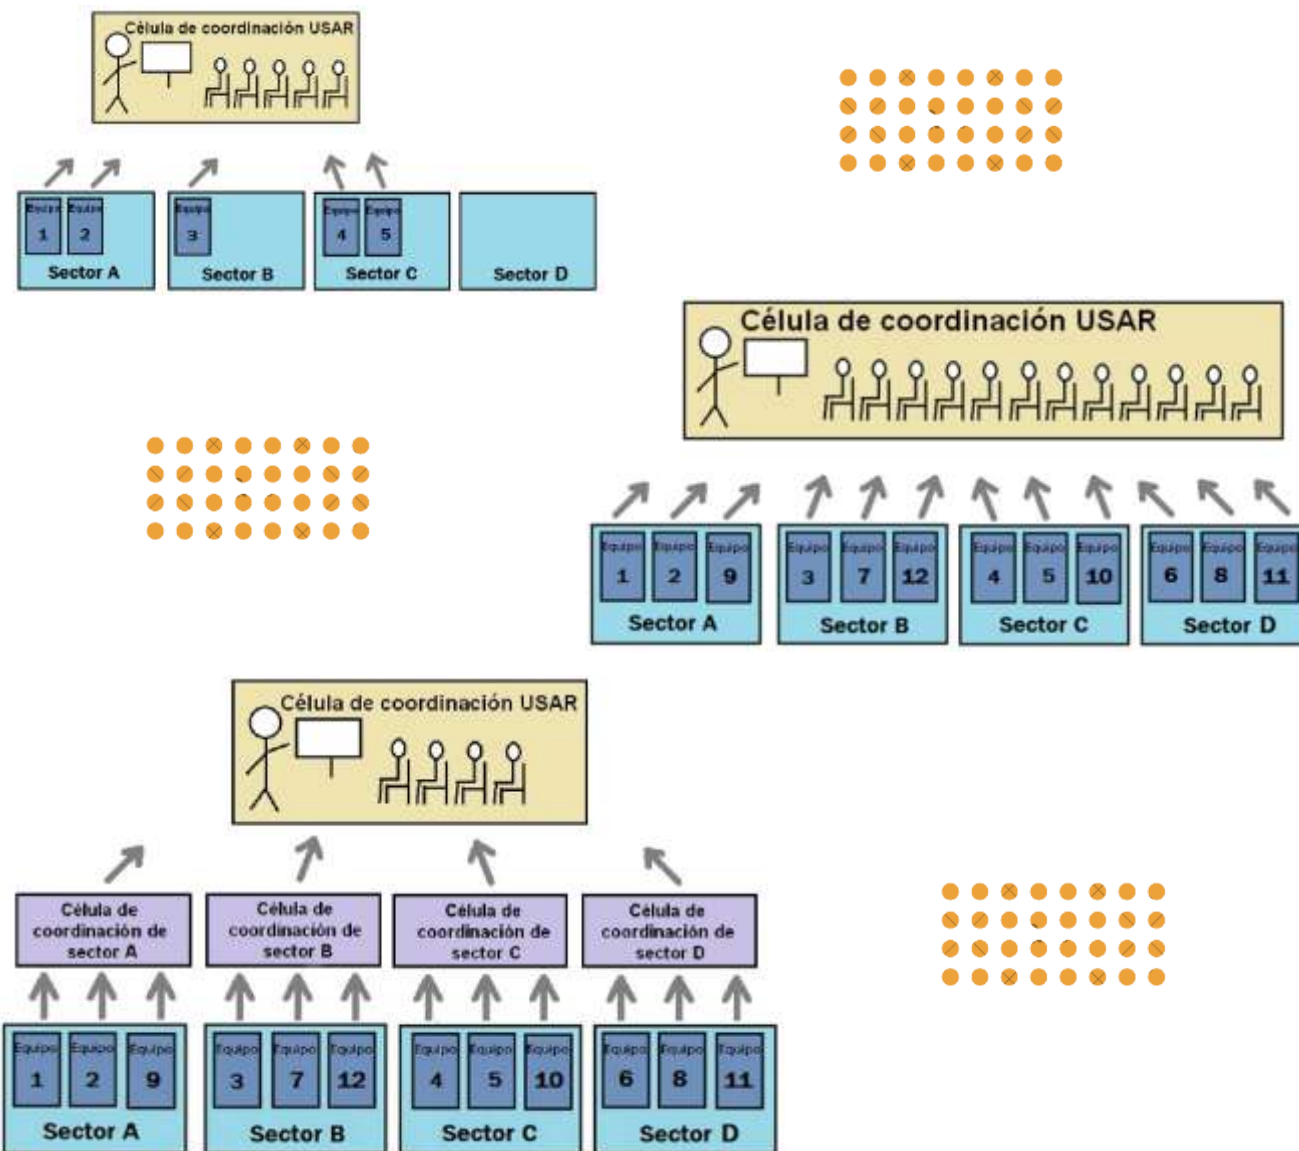 Célula de coordinación USAR
Equipo Equipo Equipo Equipo Equipo
1 2 3 4 5
Sector A Sector B Sector C Sector D
Célula de coordinación USAR
Equipo Equipo Equipo Equipo Equipo Equipo Equipo Equipo Equipo Equipo Equipo Equipo
1 2 9 3 7 12 4 5 10 6 8 11
Sector A Sector B Sector C Sector D
Célula de coordinación USAR
Célula de
coordinación de
sector A
Célula de
coordinación de
sector B
Célula de
coordinación de
sector C
Célula de
coordinación de
sector D
Equipo Equipo Equipo Equipo Equipo Equipo Equipo Equipo Equipo Equipo Equipo Equipo
1 2 9 3 7 12 4 5 10 6 8 11
Sector A Sector B Sector C Sector D